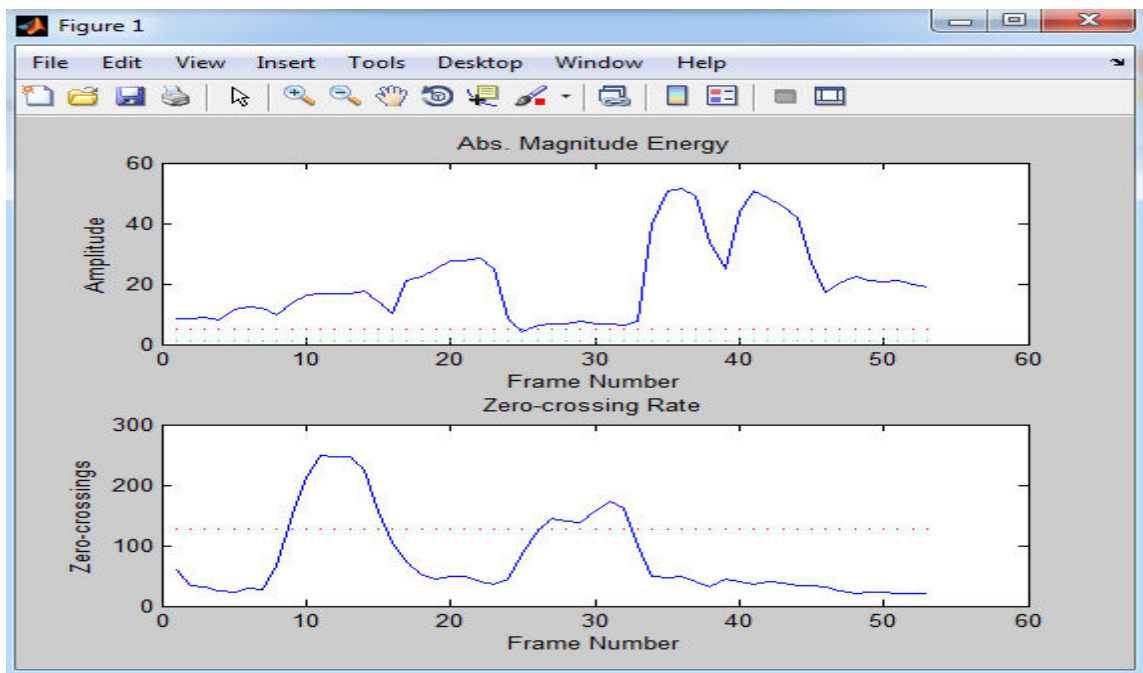 Figure 1
File Edit View Insert Tools Desktop Window Help
Abs. Magnitude Energy
60
40
20
0
Amplitude
0 10 20 30 40 50 60
Frame Number
Zero-crossing Rate
300
200
100
0
Zero-crossings
0 10 20 30 40 50 60
Frame Number